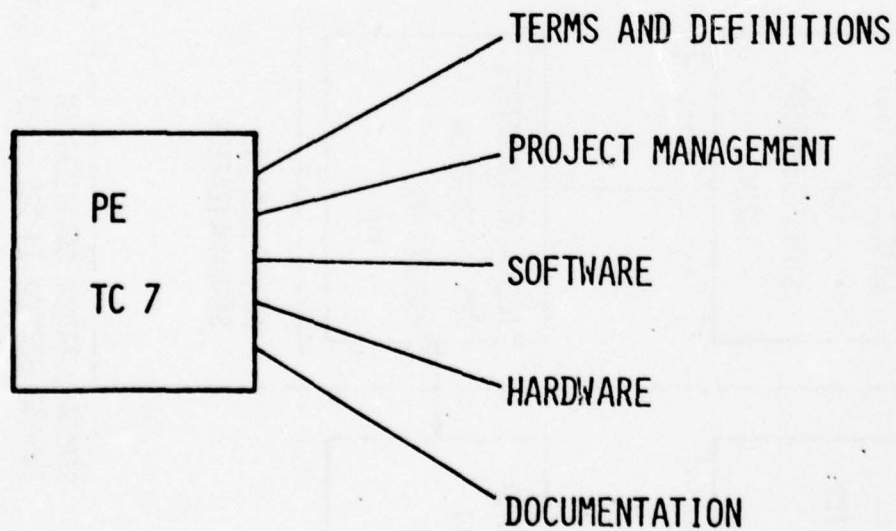 TERMS AND DEFINITIONS
PROJECT MANAGEMENT
PE
TC 7
SOFTWARE
HARDWARE
DOCUMENTATION